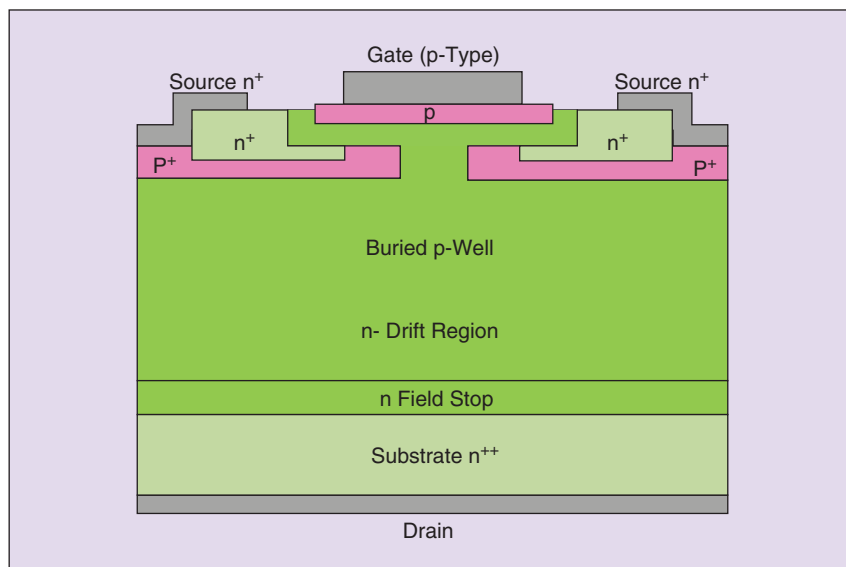 Gate (p-Type)
Source n⁺
Source n⁺
p
n⁺
n⁺
P⁺
P⁺
Buried p-Well
n- Drift Region
n Field Stop
Substrate n⁺⁺
Drain